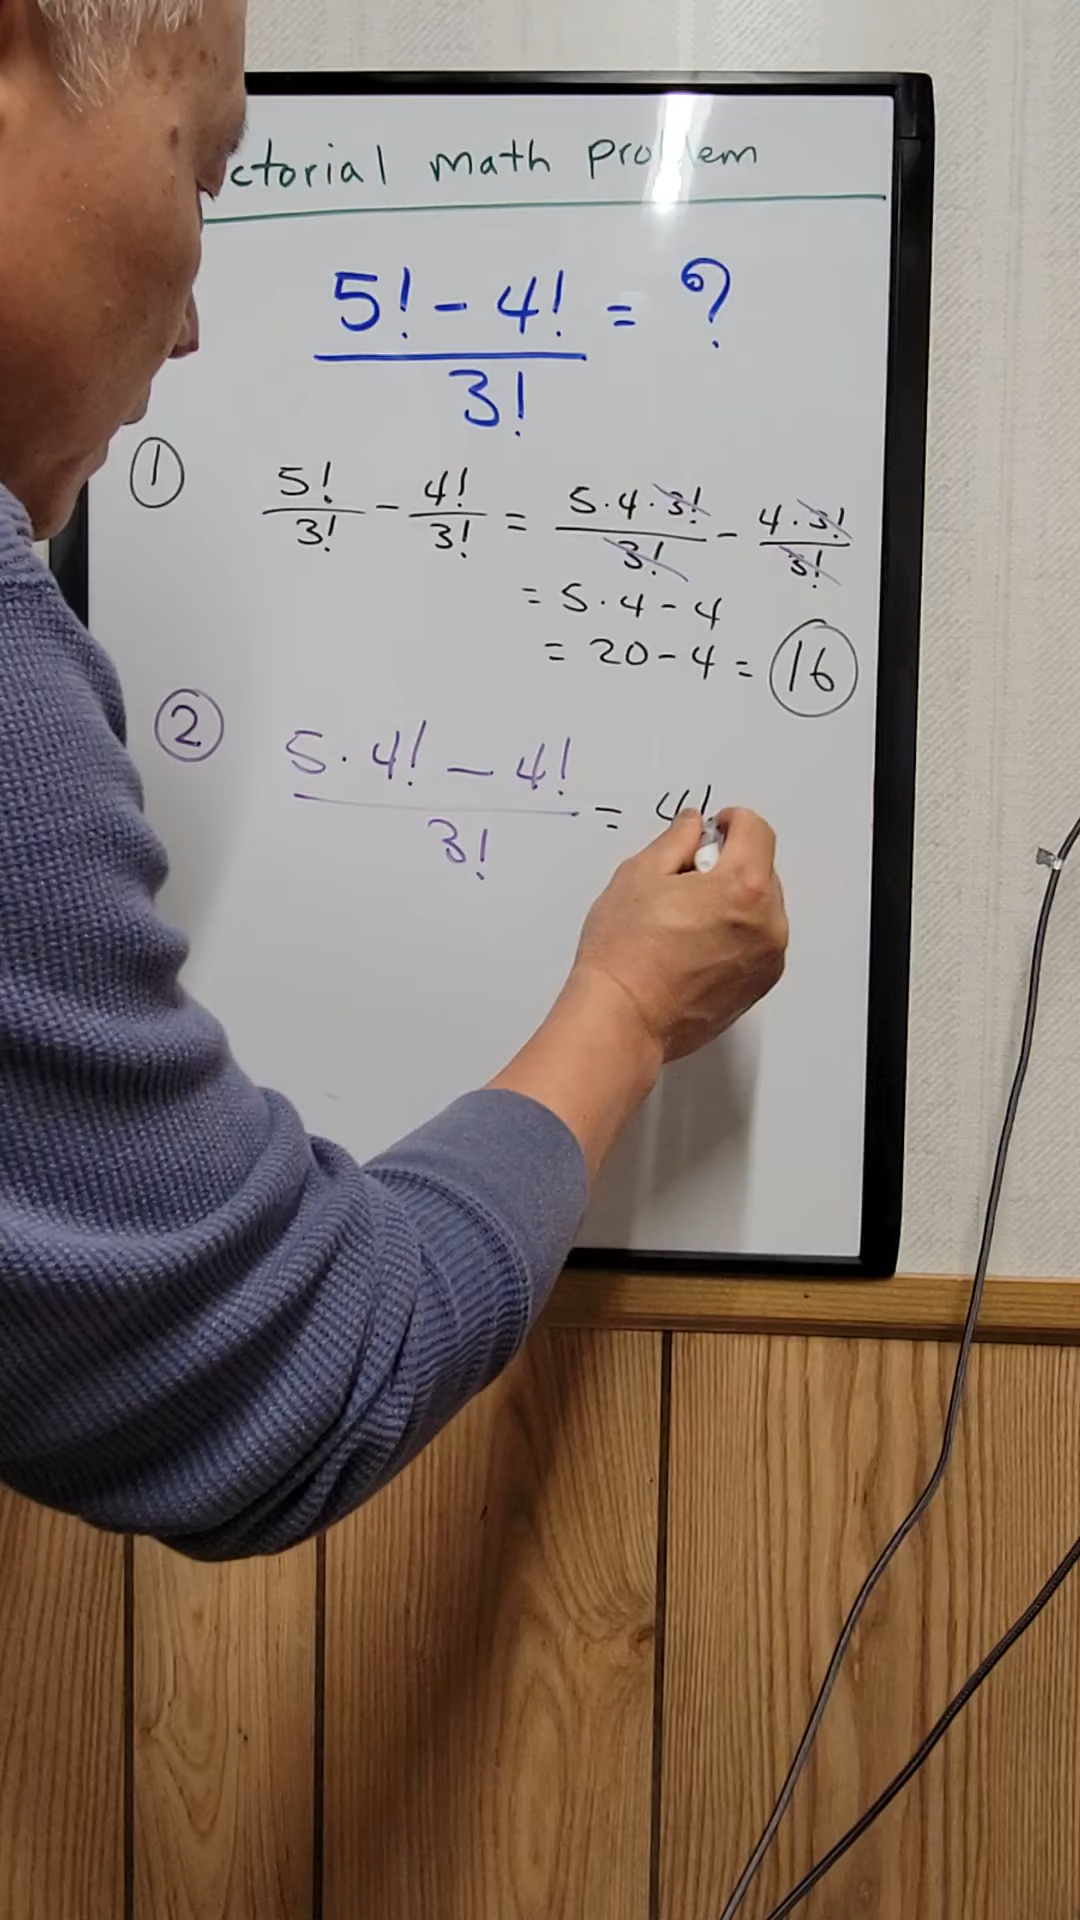 ctorial math problem
5! - 4! = ?
3!
① 5! - 4! = 5·4·3! - 4·3!
3! 3! 3! 3!
= 5·4-4
= 20-4 = 16
② 5·4! - 4! = 4!
3!